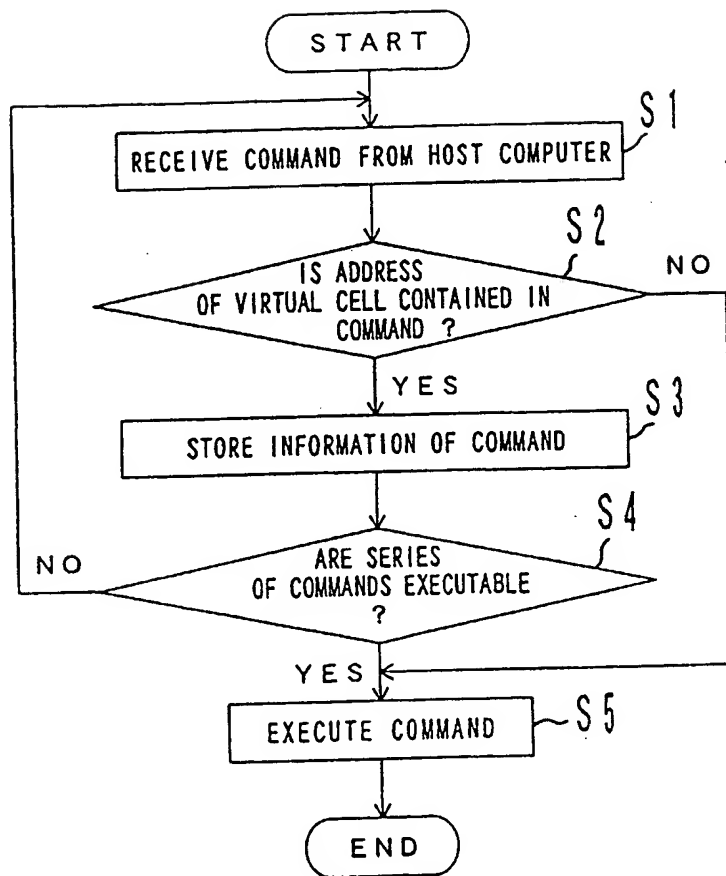 START
S1
RECEIVE COMMAND FROM HOST COMPUTER
S2
IS ADDRESS
OF VIRTUAL CELL CONTAINED IN
COMMAND ?
NO
YES
S3
STORE INFORMATION OF COMMAND
S4
NO
ARE SERIES
OF COMMANDS EXECUTABLE
?
YES
S5
EXECUTE COMMAND
END